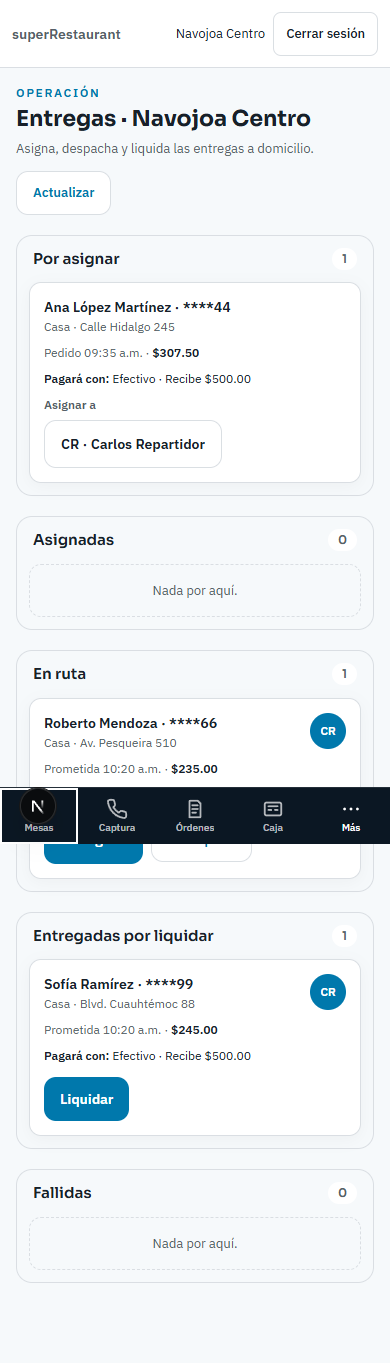 superRestaurant
Navojoa Centro
Cerrar sesión
OPERACIÓN
Entregas · Navojoa Centro
Asigna, despacha y liquida las entregas a domicilio.
Actualizar
Por asignar 1
Ana López Martínez · ****44
Casa · Calle Hidalgo 245
Pedido 09:35 a.m. · $307.50
Pagará con: Efectivo · Recibe $500.00
Asignar a
CR · Carlos Repartidor
Asignadas 0
Nada por aquí.
En ruta 1
Roberto Mendoza · ****66 CR
Casa · Av. Pesqueira 510
Prometida 10:20 a.m. · $235.00
N
Mesas Captura Órdenes Caja Más
Entregadas por liquidar 1
Sofía Ramírez · ****99 CR
Casa · Blvd. Cuauhtémoc 88
Prometida 10:20 a.m. · $245.00
Pagará con: Efectivo · Recibe $500.00
Liquidar
Fallidas 0
Nada por aquí.